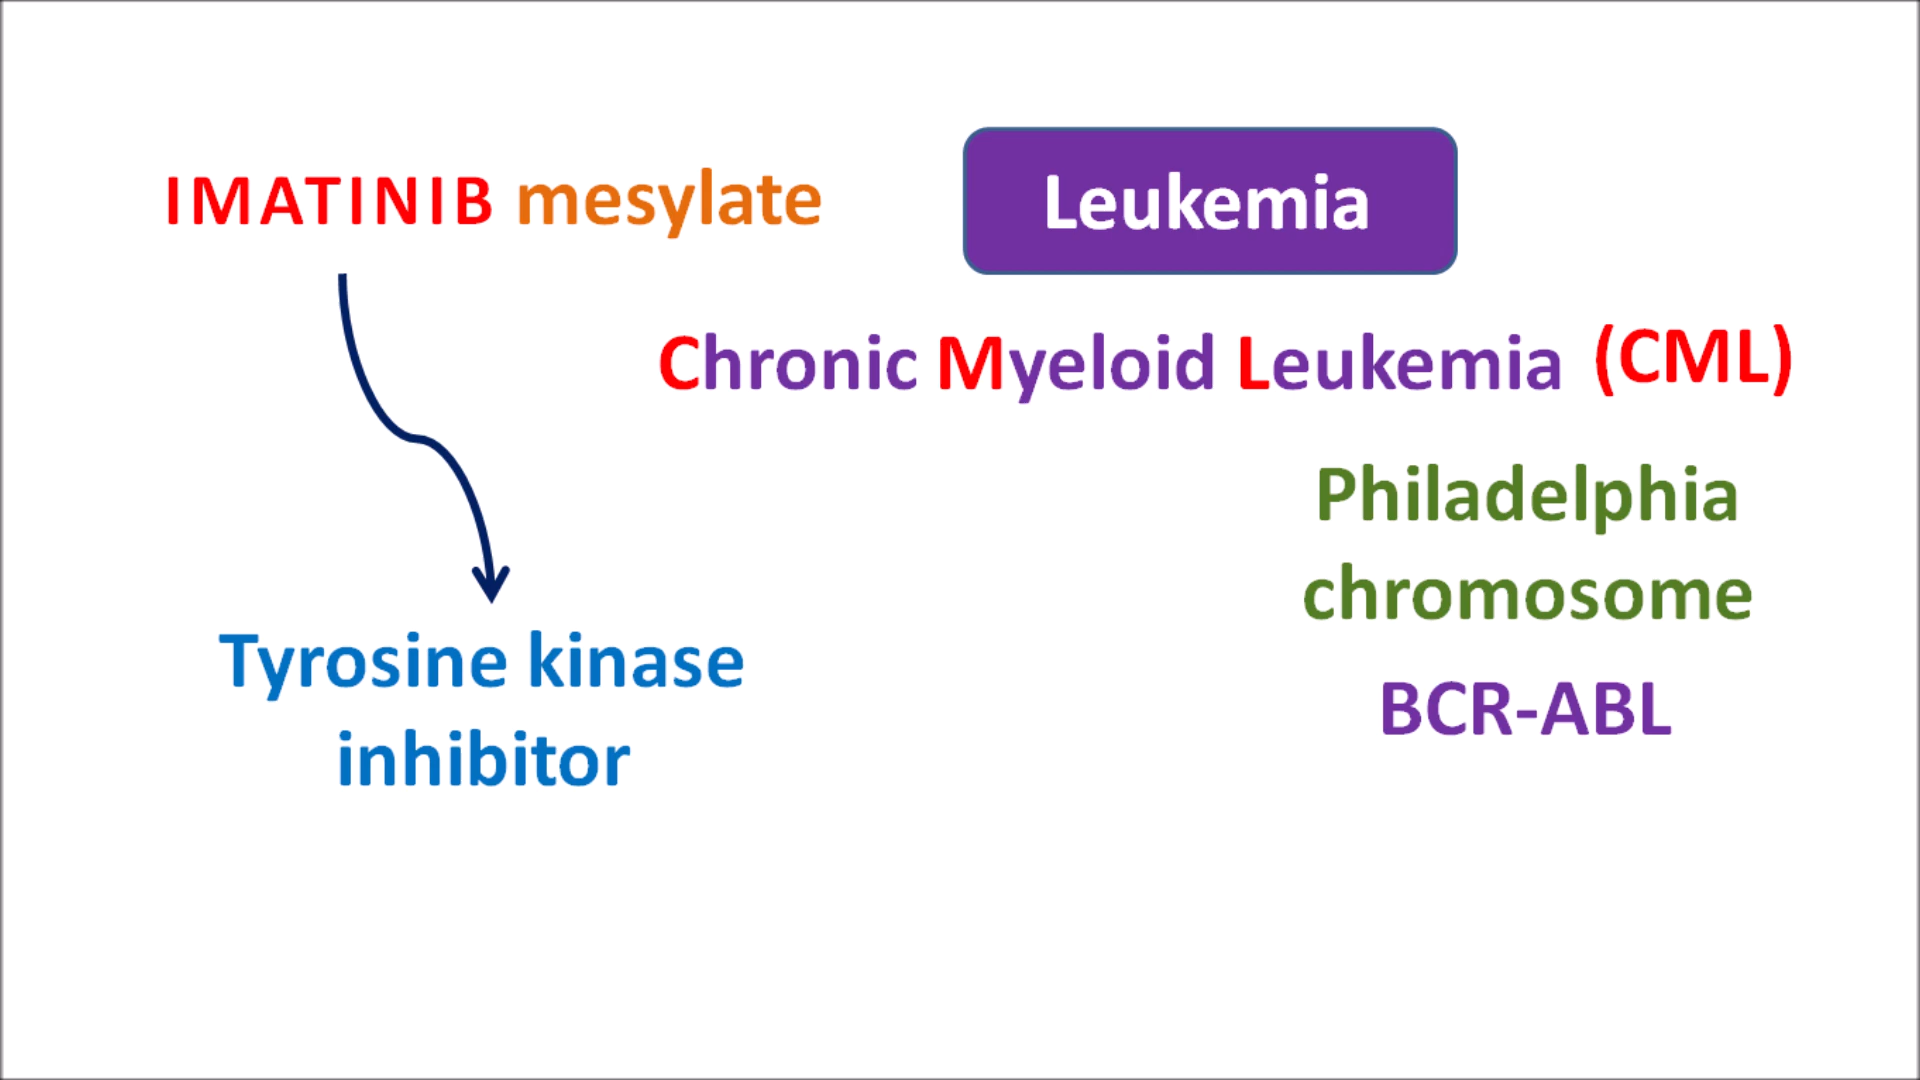 IMATINIB mesylate
Leukemia
Chronic Myeloid Leukemia (CML)
Philadelphia
chromosome
BCR-ABL
Tyrosine kinase
inhibitor